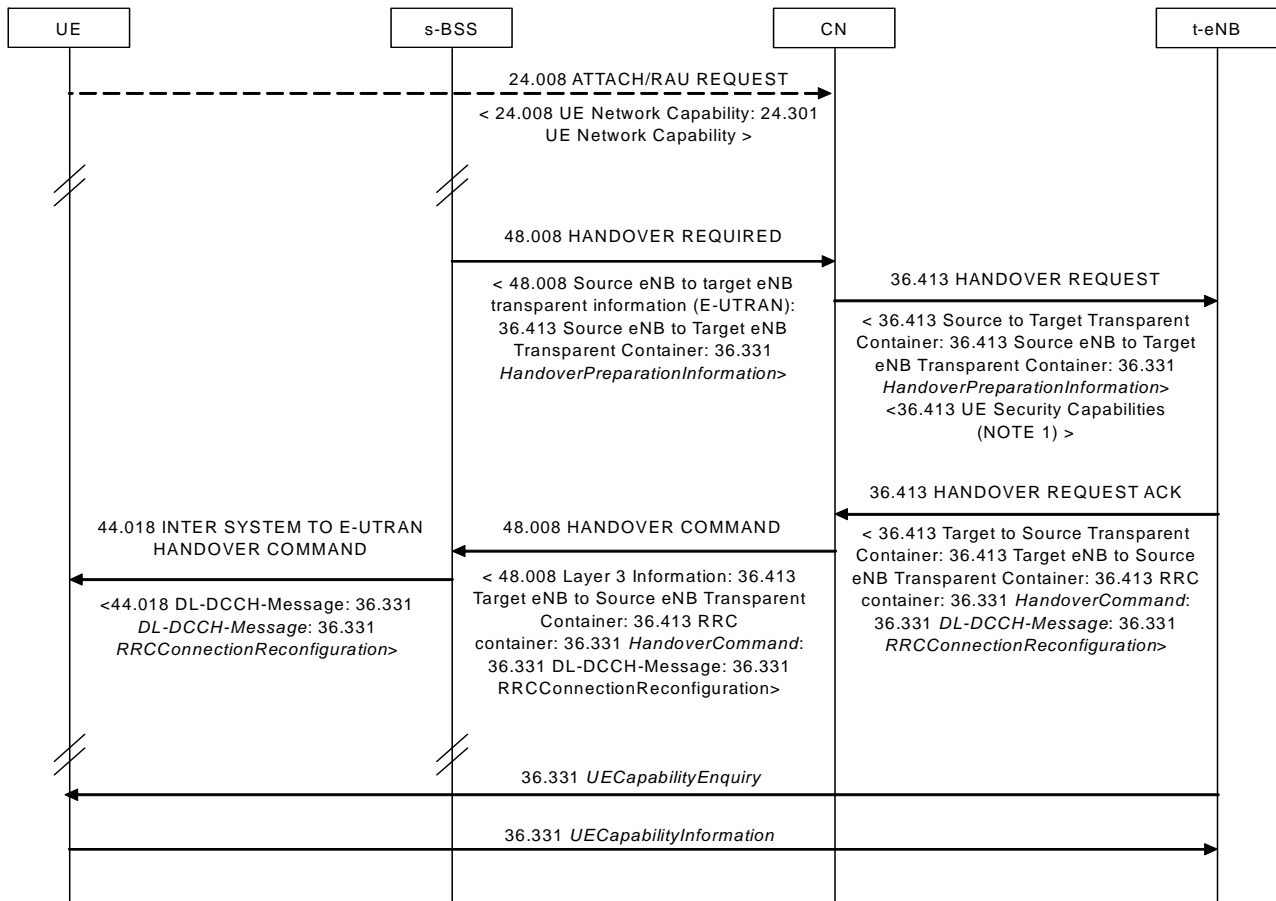 UE
s-BSS
CN
t-eNB
24.008 ATTACH/RAU REQUEST
< 24.008 UE Network Capability: 24.301
UE Network Capability >
48.008 HANDOVER REQUIRED
< 48.008 Source eNB to target eNB
transparent information (E-UTRAN):
36.413 Source eNB to Target eNB
Transparent Container: 36.331
HandoverPreparationInformation>
36.413 HANDOVER REQUEST
< 36.413 Source to Target Transparent
Container: 36.413 Source eNB to Target
eNB Transparent Container: 36.331
HandoverPreparationInformation>
<36.413 UE Security Capabilities
(NOTE 1) >
36.413 HANDOVER REQUEST ACK
< 36.413 Target to Source Transparent
Container: 36.413 Target eNB to Source
eNB Transparent Container: 36.413 RRC
container: 36.331 HandoverCommand:
36.331 DL-DCCH-Message: 36.331
RRCConnectionReconfiguration>
48.008 HANDOVER COMMAND
< 48.008 Layer 3 Information: 36.413
Target eNB to Source eNB Transparent
Container: 36.413 RRC
container: 36.331 HandoverCommand:
36.331 DL-DCCH-Message: 36.331
RRCConnectionReconfiguration>
44.018 INTER SYSTEM TO E-UTRAN
HANDOVER COMMAND
<44.018 DL-DCCH-Message: 36.331
DL-DCCH-Message: 36.331
RRCConnectionReconfiguration>
36.331 UECapabilityEnquiry
36.331 UECapabilityInformation